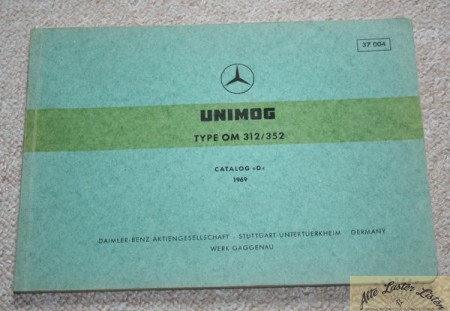 37 004
UNIMOG
TYPE OM 312/352
CATALOG »D«
1969
DAIMLER-BENZ AKTIENGESELLSCHAFT · STUTTGART-UNTERTUERKHEIM · GERMANY
WERK GAGGENAU
Alte Laster Listen